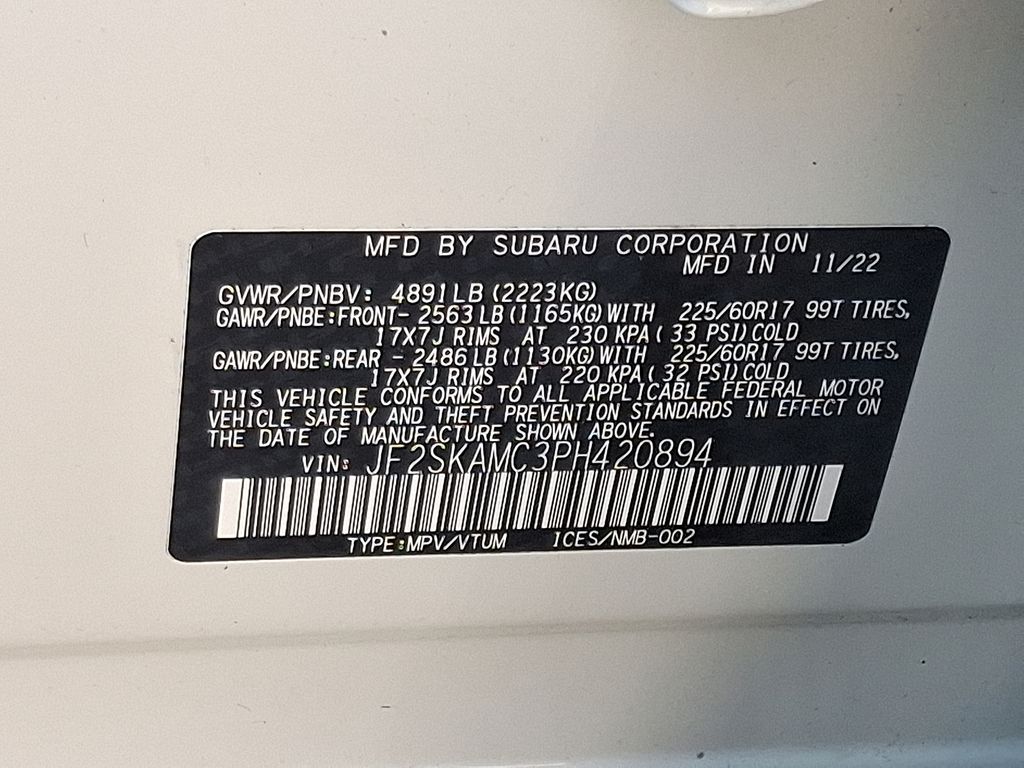 MFD BY SUBARU CORPORATION
MFD IN 11/22
GVWR/PNBV: 4891LB(2223KG)
GAWR/PNBE:FRONT- 2563LB(1165KG)WITH 225/60R17 99T TIRES,
17X7J RIMS AT 230 KPA( 33 PSI)COLD
GAWR/PNBE:REAR - 2486LB(1130KG)WITH 225/60R17 99T TIRES,
17X7J RIMS AT 220 KPA( 32 PSI)COLD
THIS VEHICLE CONFORMS TO ALL APPLICABLE FEDERAL MOTOR
VEHICLE SAFETY AND THEFT PREVENTION STANDARDS IN EFFECT ON
THE DATE OF MANUFACTURE SHOWN ABOVE.
VIN: JF2SKAMC3PH420894
TYPE:MPV/VTUM ICES/NMB-002